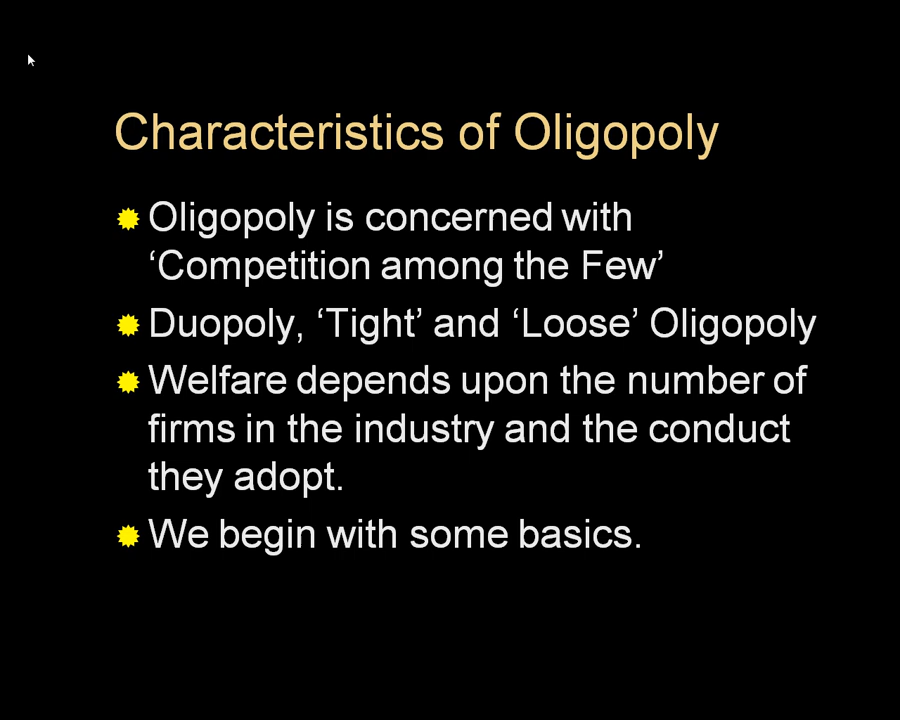 Characteristics of Oligopoly
Oligopoly is concerned with
‘Competition among the Few’
Duopoly, ‘Tight’ and ‘Loose’ Oligopoly
Welfare depends upon the number of
firms in the industry and the conduct
they adopt.
We begin with some basics.